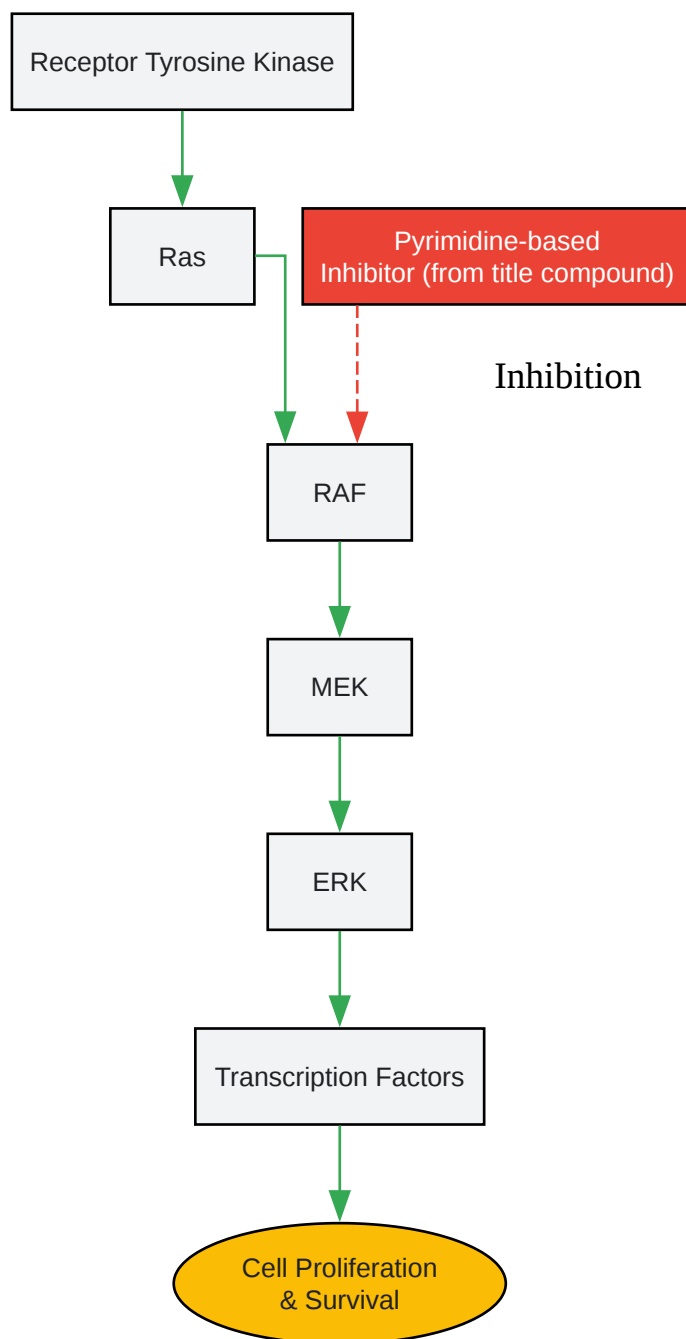 Receptor Tyrosine Kinase
Ras
Pyrimidine-based
Inhibitor (from title compound)
Inhibition
RAF
MEK
ERK
Transcription Factors
Cell Proliferation
& Survival